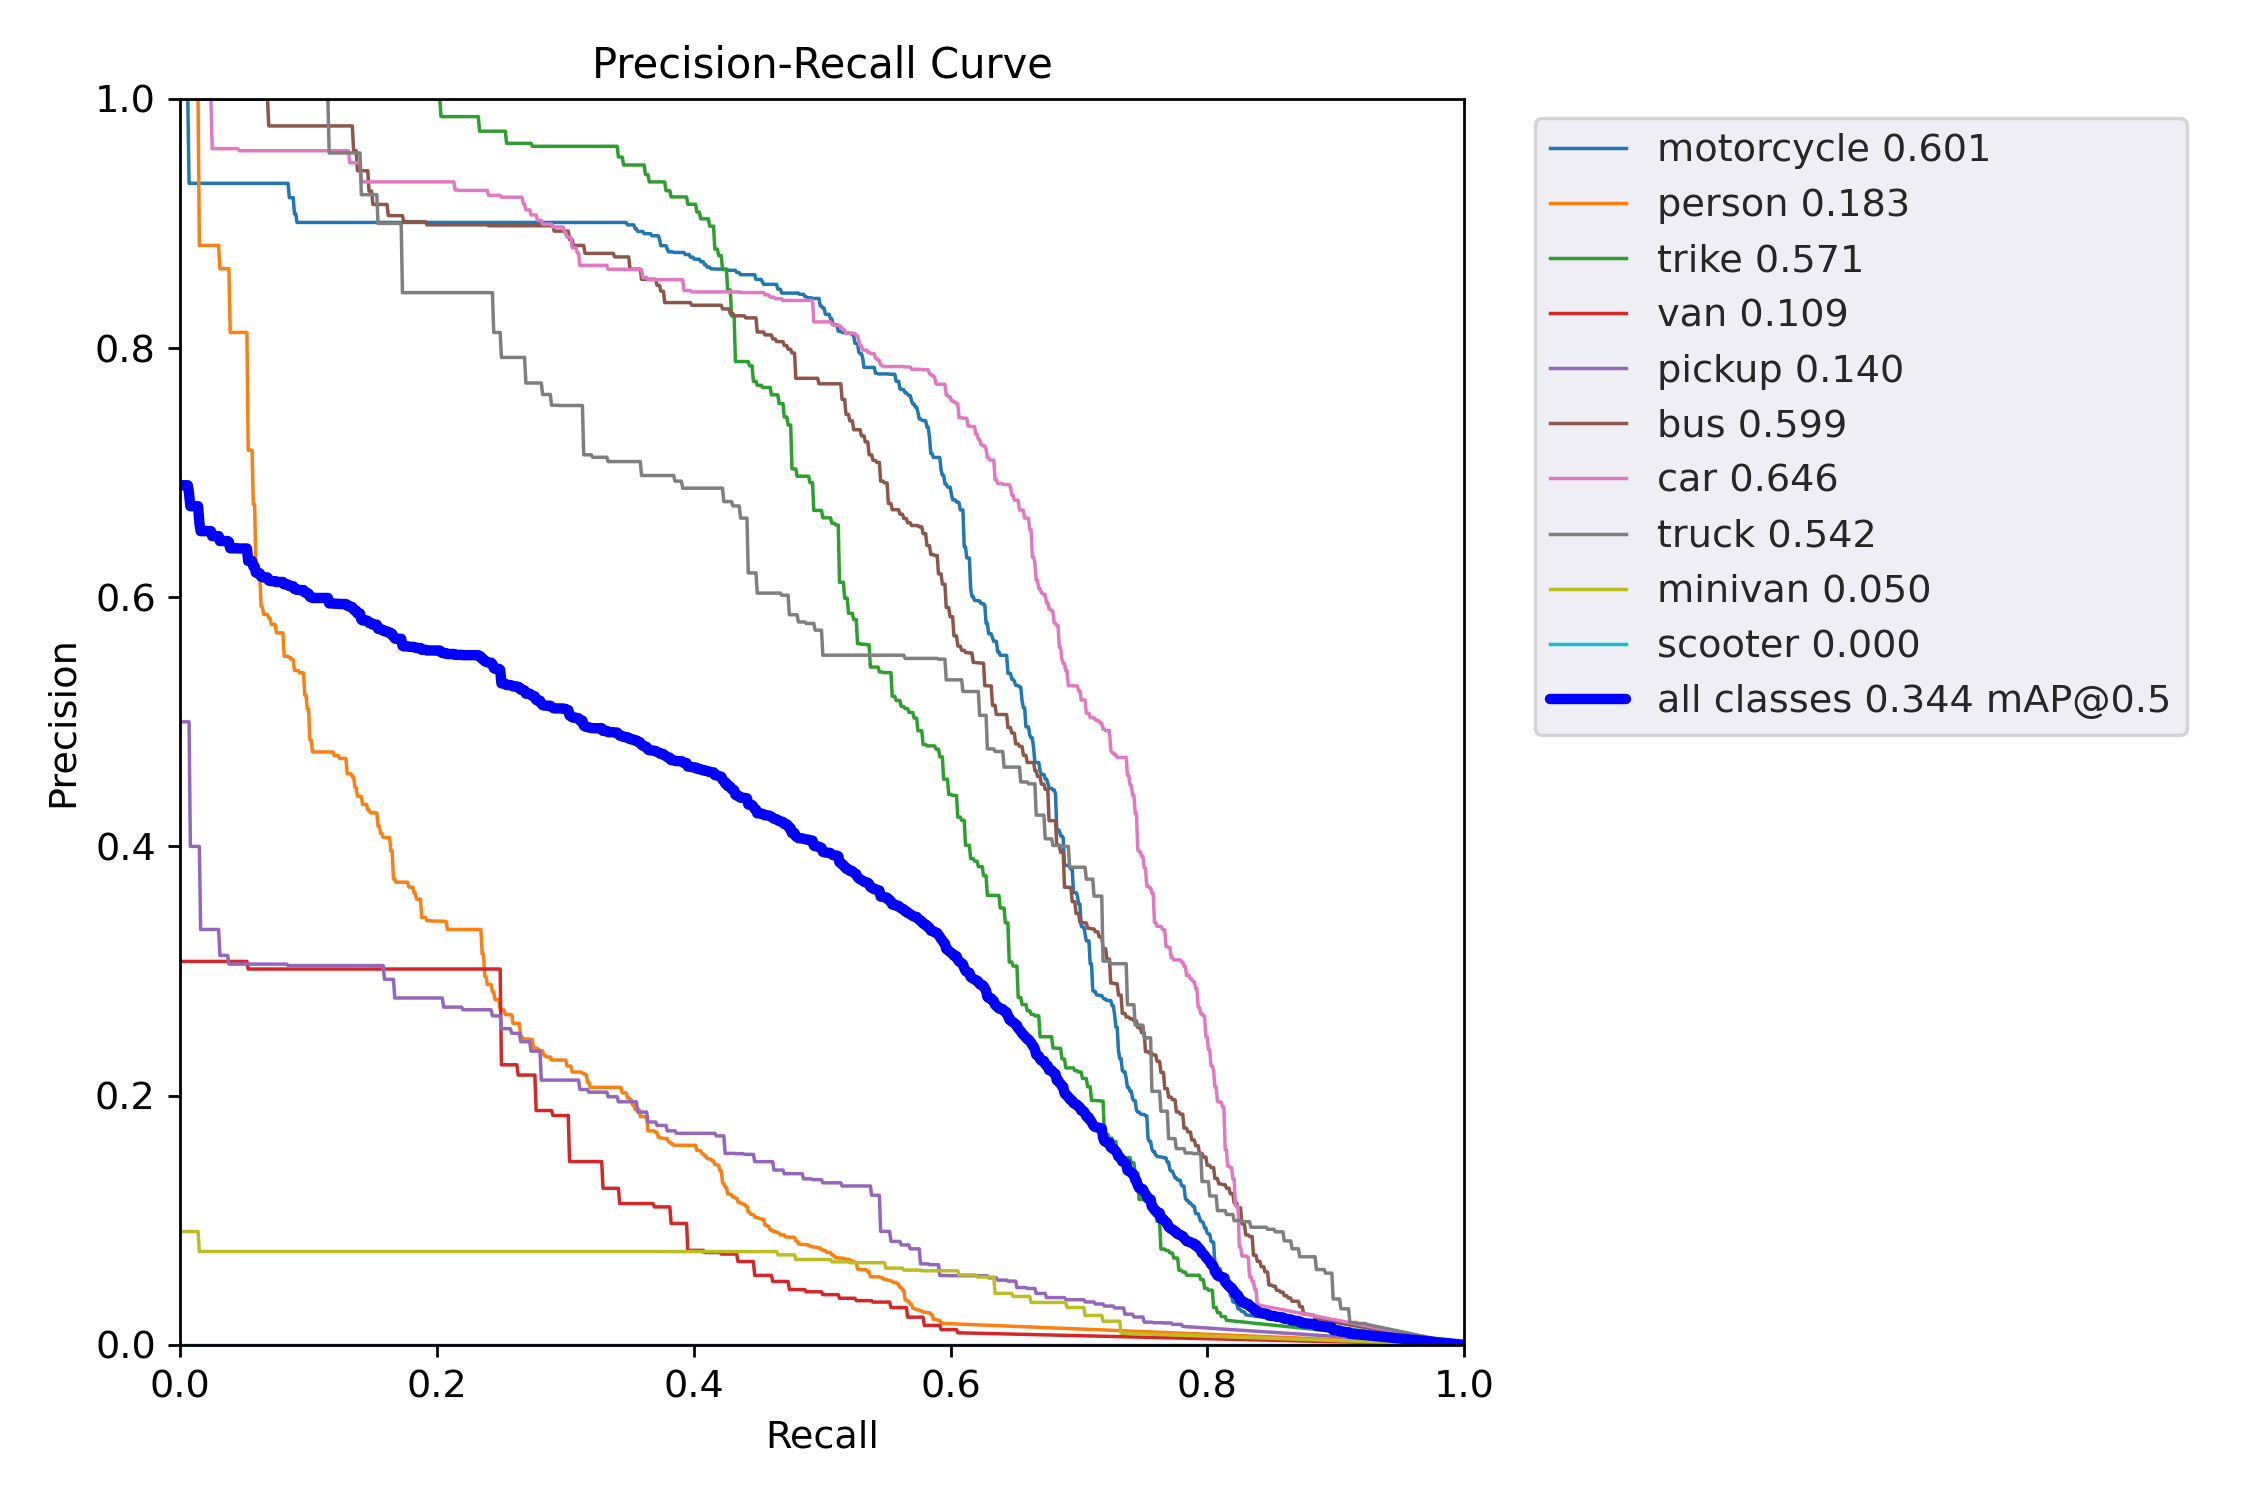 Precision-Recall Curve
1.0
0.8
0.6
0.4
0.2
0.0
Precision
0.0 0.2 0.4 0.6 0.8 1.0
Recall
motorcycle 0.601
person 0.183
trike 0.571
van 0.109
pickup 0.140
bus 0.599
car 0.646
truck 0.542
minivan 0.050
scooter 0.000
all classes 0.344 mAP@0.5